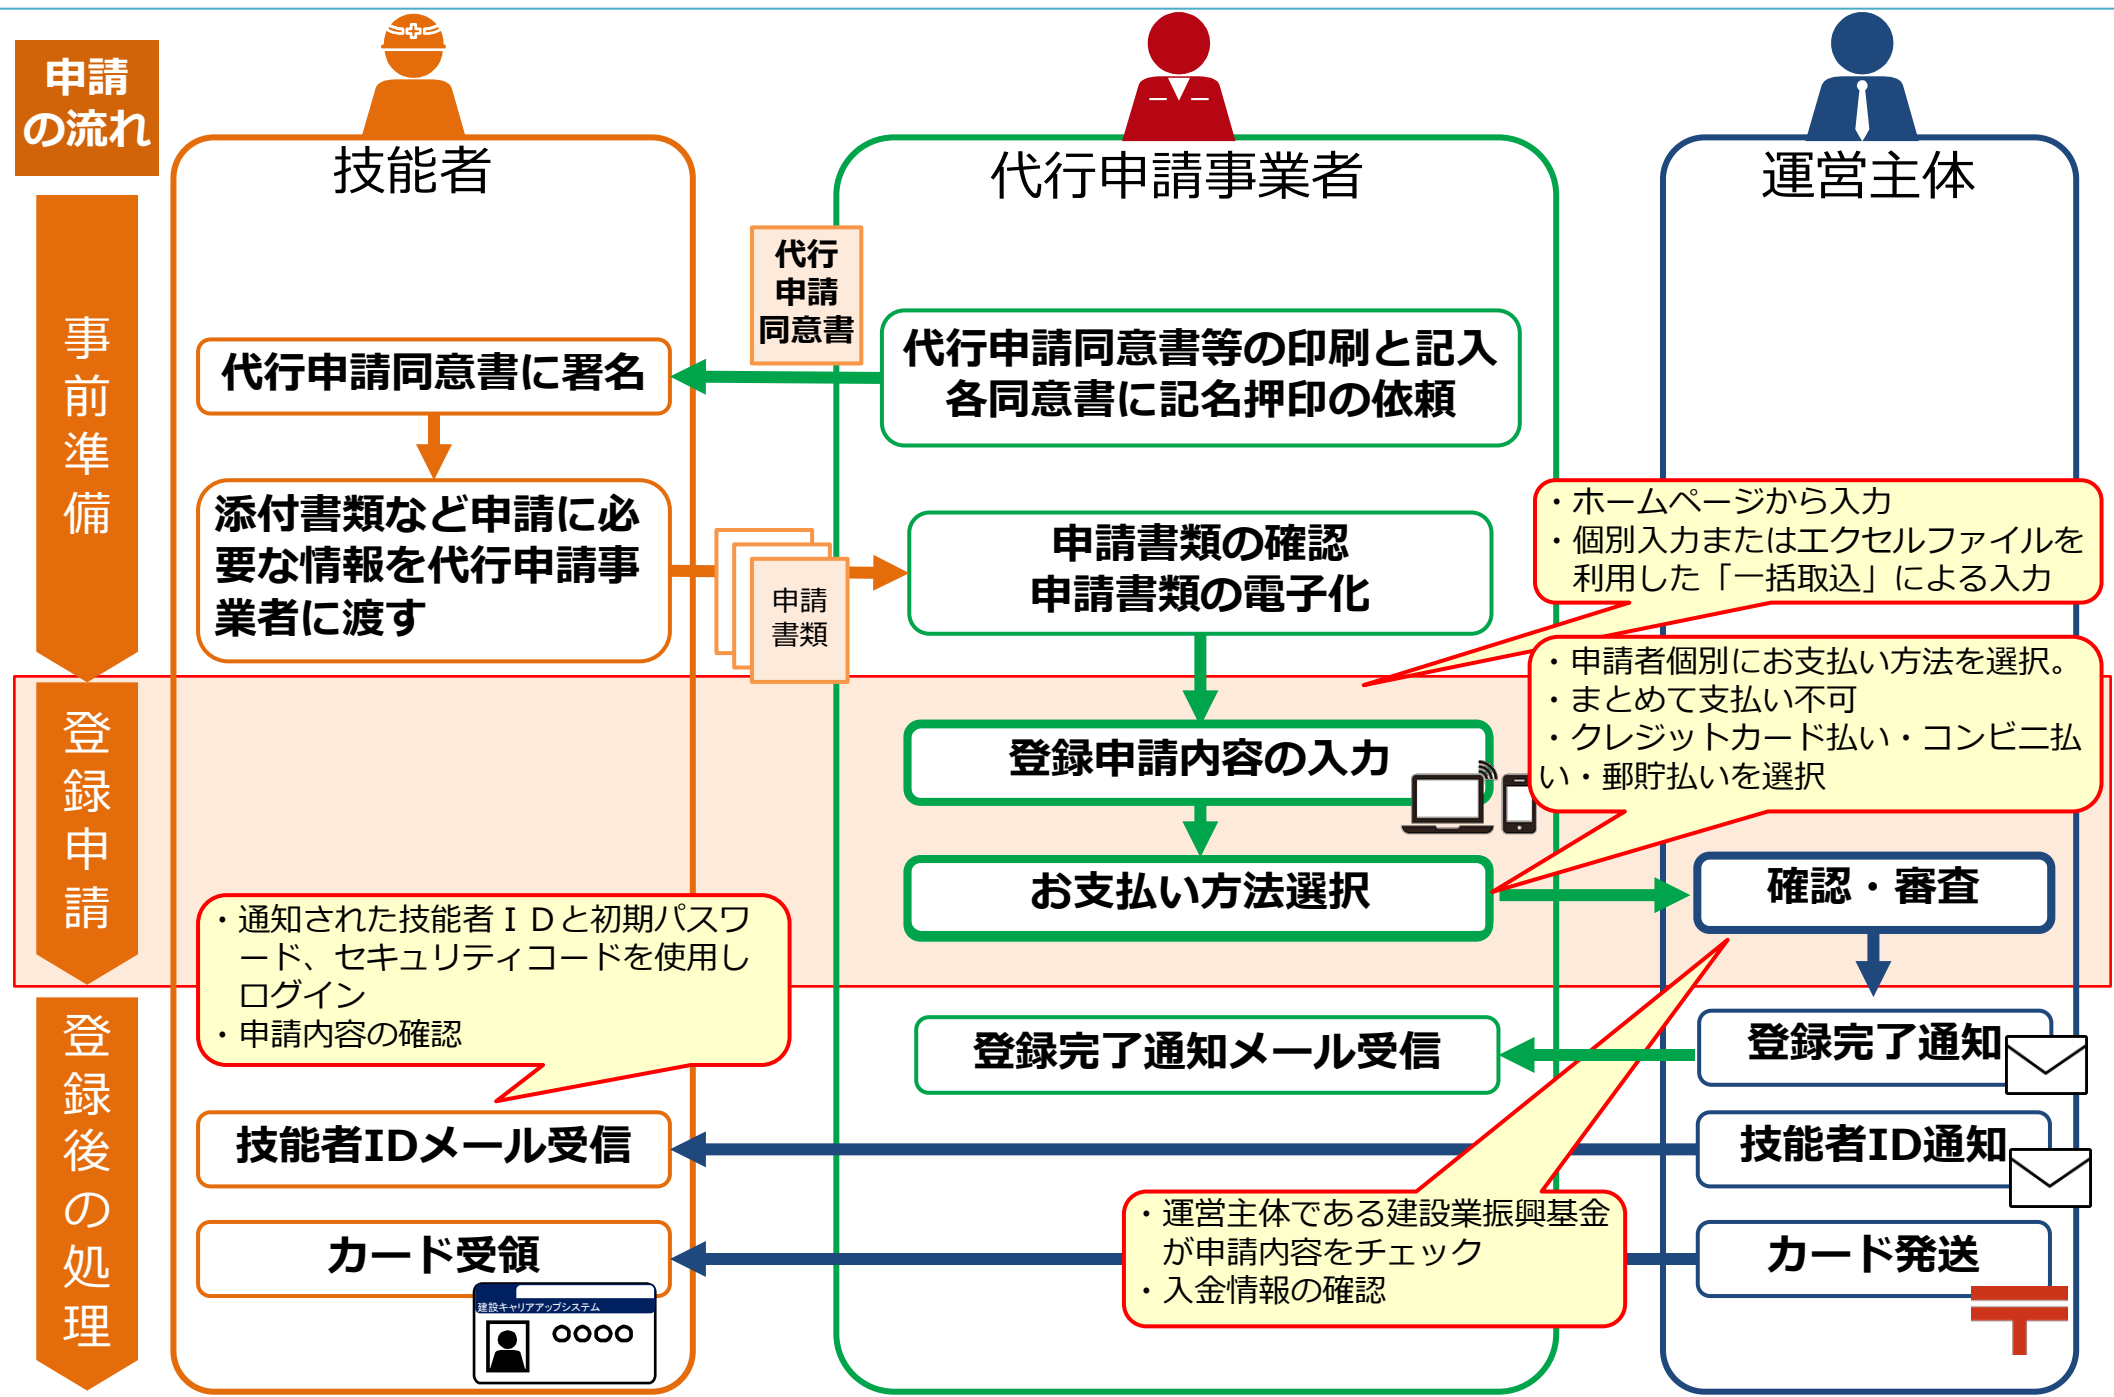 申請
の流れ
技能者
代行申請事業者
運営主体
事前準備
代行
申請
同意書
代行申請同意書等の印刷と記入
各同意書に記名押印の依頼
代行申請同意書に署名
添付書類など申請に必
要な情報を代行申請事
業者に渡す
申請
書類
申請書類の確認
申請書類の電子化
・ホームページから入力
・個別入力またはエクセルファイルを
利用した「一括取込」による入力
登録申請
・申請者個別にお支払い方法を選択。
・まとめて支払い不可
・クレジットカード払い・コンビニ払
い・郵貯払いを選択
登録申請内容の入力
お支払い方法選択
確認・審査
・通知された技能者ＩＤと初期パスワ
ード、セキュリティコードを使用し
ログイン
・申請内容の確認
登録後の処理
登録完了通知メール受信
登録完了通知
技能者IDメール受信
技能者ID通知
・運営主体である建設業振興基金
が申請内容をチェック
・入金情報の確認
カード受領
カード発送
建設キャリアアップシステム